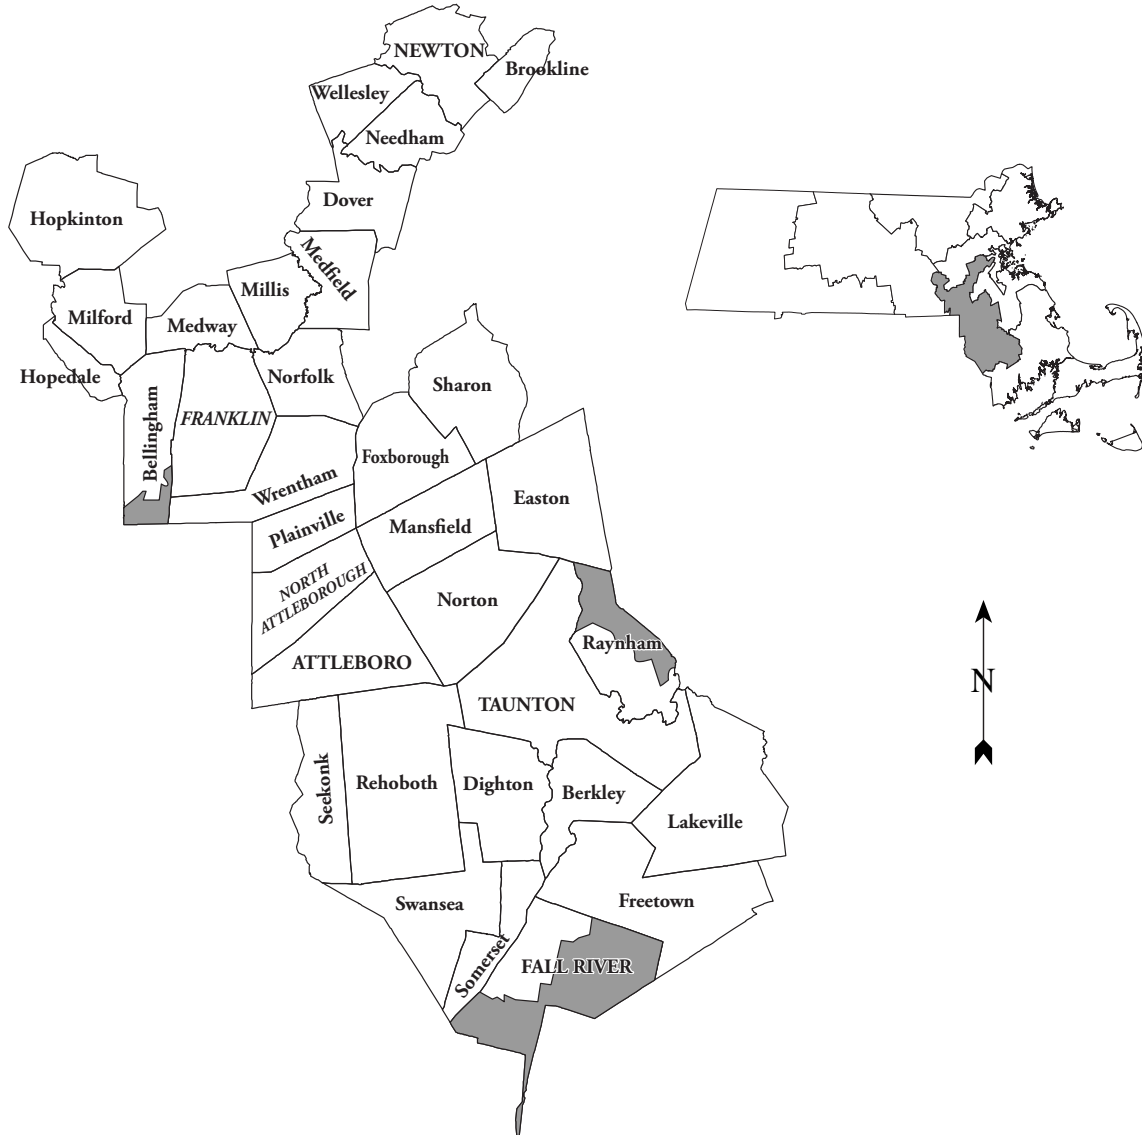 NEWTON
Brookline
Wellesley
Needham
Dover
Hopkinton
Medfield
Millis
Milford
Medway
Hopedale
Norfolk
Sharon
Bellingham
FRANKLIN
Foxborough
Wrentham
Easton
Plainville
Mansfield
NORTH
ATTLEBOROUGH
Norton
Raynham
ATTLEBORO
N
TAUNTON
Seekonk
Rehoboth
Dighton
Berkley
Lakeville
Swansea
Freetown
Somerset
FALL RIVER